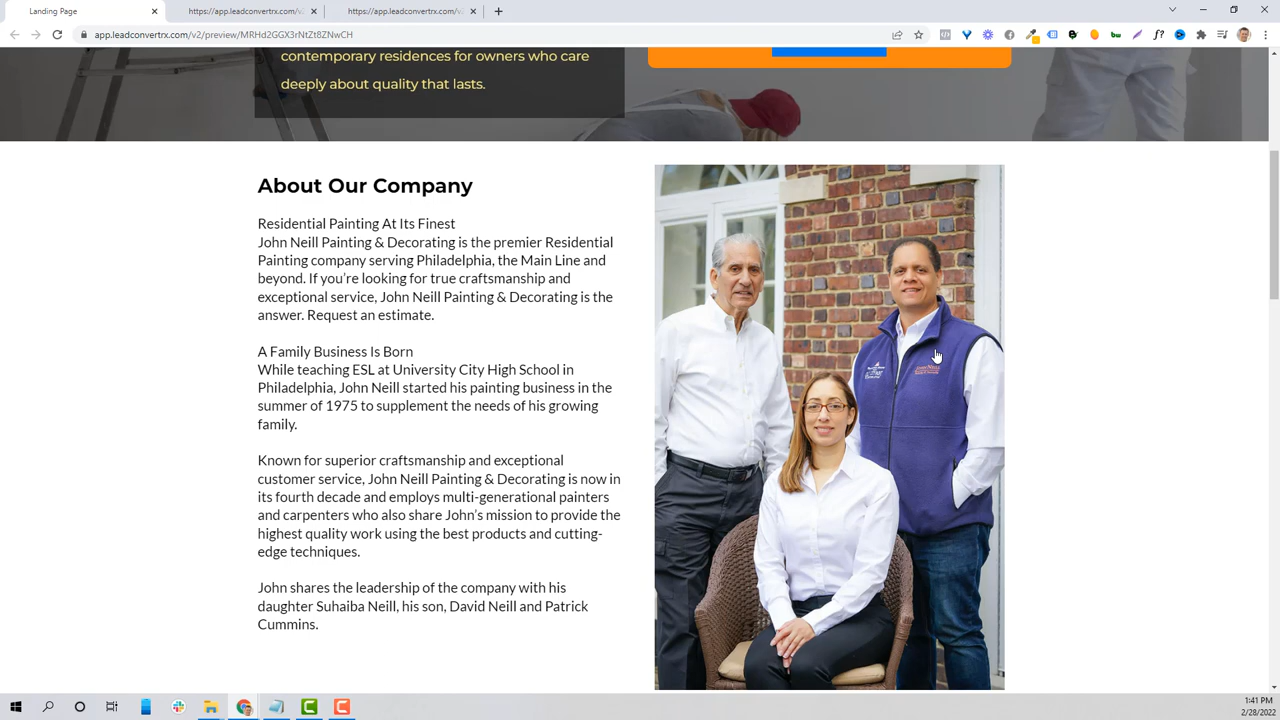 Landing Page
https://app.leadconvertrx.com/v2/
https://app.leadconvertrx.com/v2/
app.leadconvertrx.com/v2/preview/MRHd2GGX3rNtZt8ZNwCH
contemporary residences for owners who care
deeply about quality that lasts.
About Our Company
Residential Painting At Its Finest
John Neill Painting & Decorating is the premier Residential
Painting company serving Philadelphia, the Main Line and
beyond. If you’re looking for true craftsmanship and
exceptional service, John Neill Painting & Decorating is the
answer. Request an estimate.
A Family Business Is Born
While teaching ESL at University City High School in
Philadelphia, John Neill started his painting business in the
summer of 1975 to supplement the needs of his growing
family.
Known for superior craftsmanship and exceptional
customer service, John Neill Painting & Decorating is now in
its fourth decade and employs multi-generational painters
and carpenters who also share John’s mission to provide the
highest quality work using the best products and cutting-
edge techniques.
John shares the leadership of the company with his
daughter Suhaiba Neill, his son, David Neill and Patrick
Cummins.
1:41 PM
2/28/2022